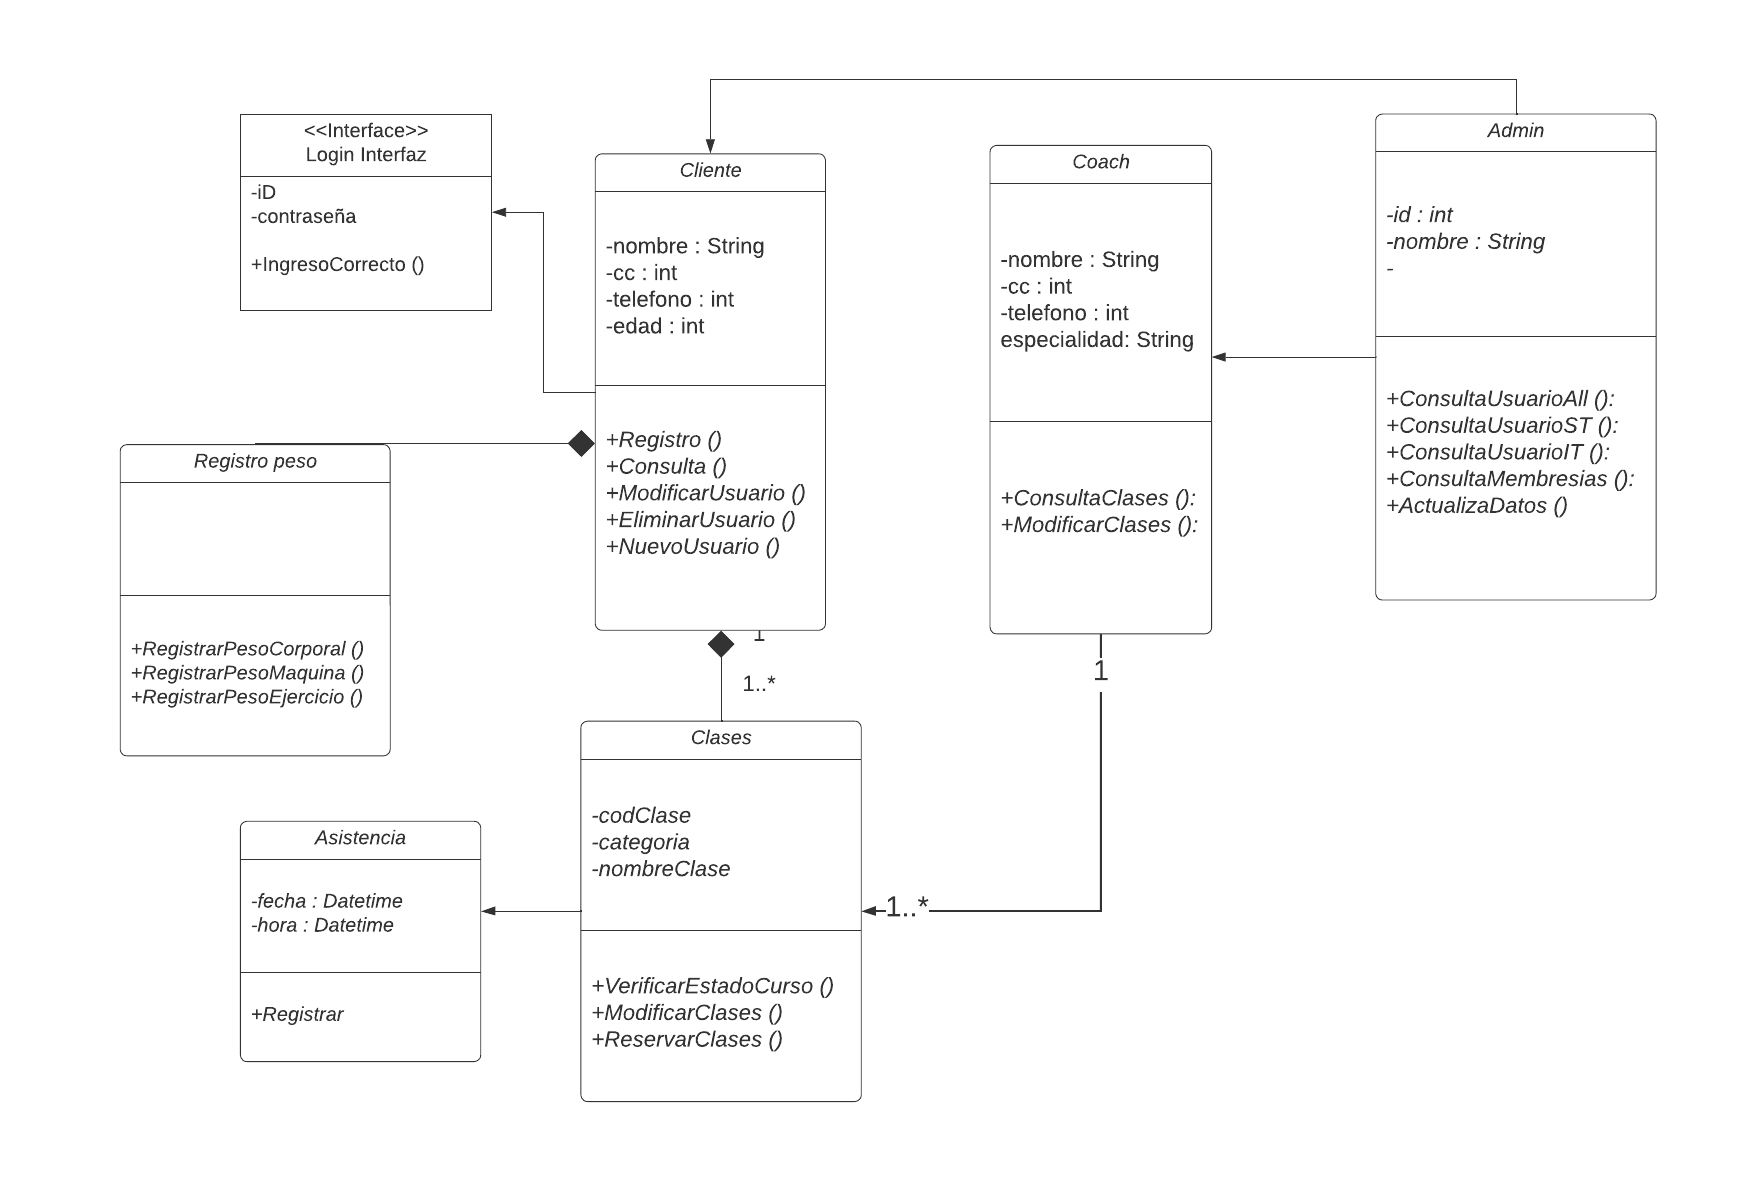 <<Interface>>
Login Interfaz
-iD
-contraseña
+IngresoCorrecto ()
Cliente
-nombre : String
-cc : int
-telefono : int
-edad : int
+Registro ()
+Consulta ()
+ModificarUsuario ()
+EliminarUsuario ()
+NuevoUsuario ()
Coach
-nombre : String
-cc : int
-telefono : int
especialidad: String
+ConsultaClases ():
+ModificarClases ():
Admin
-id : int
-nombre : String
-
+ConsultaUsuarioAll ():
+ConsultaUsuarioST ():
+ConsultaUsuarioIT ():
+ConsultaMembresias ():
+ActualizaDatos ()
Registro peso
+RegistrarPesoCorporal ()
+RegistrarPesoMaquina ()
+RegistrarPesoEjercicio ()
1
1..*
1
1..*
Clases
-codClase
-categoria
-nombreClase
+VerificarEstadoCurso ()
+ModificarClases ()
+ReservarClases ()
Asistencia
-fecha : Datetime
-hora : Datetime
+Registrar